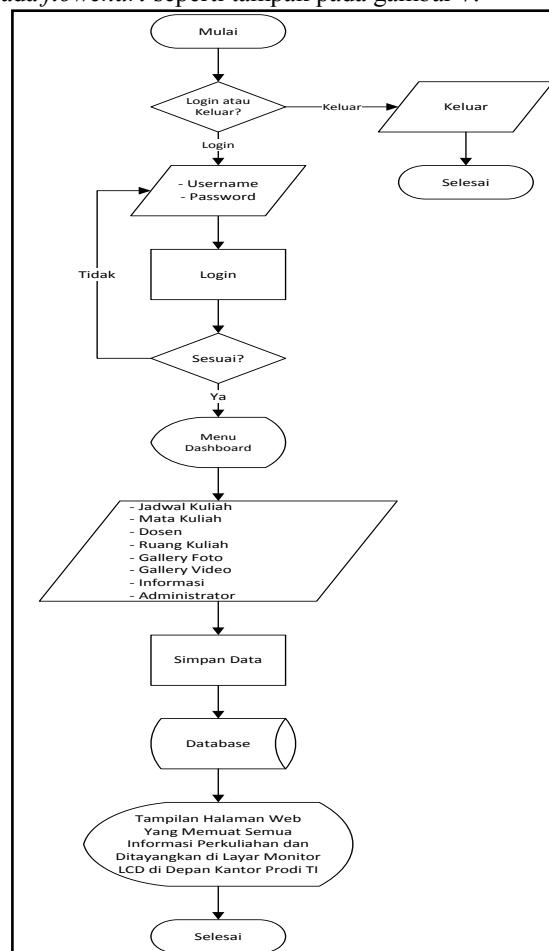 seperti tampak pada gambar
Mulai
Login atau
Keluar?
Keluar
Keluar
Login
Selesai
- Username
- Password
Tidak
Login
Sesuai?
Ya
Menu
Dashboard
- Jadwal Kuliah
- Mata Kuliah
- Dosen
- Ruang Kuliah
- Gallery Foto
- Gallery Video
- Informasi
- Administrator
Simpan Data
Database
Tampilan Halaman Web
Yang Memuat Semua
Informasi Perkuliahan dan
Ditayangkan di Layar Monitor
LCD di Depan Kantor Prodi TI
Selesai